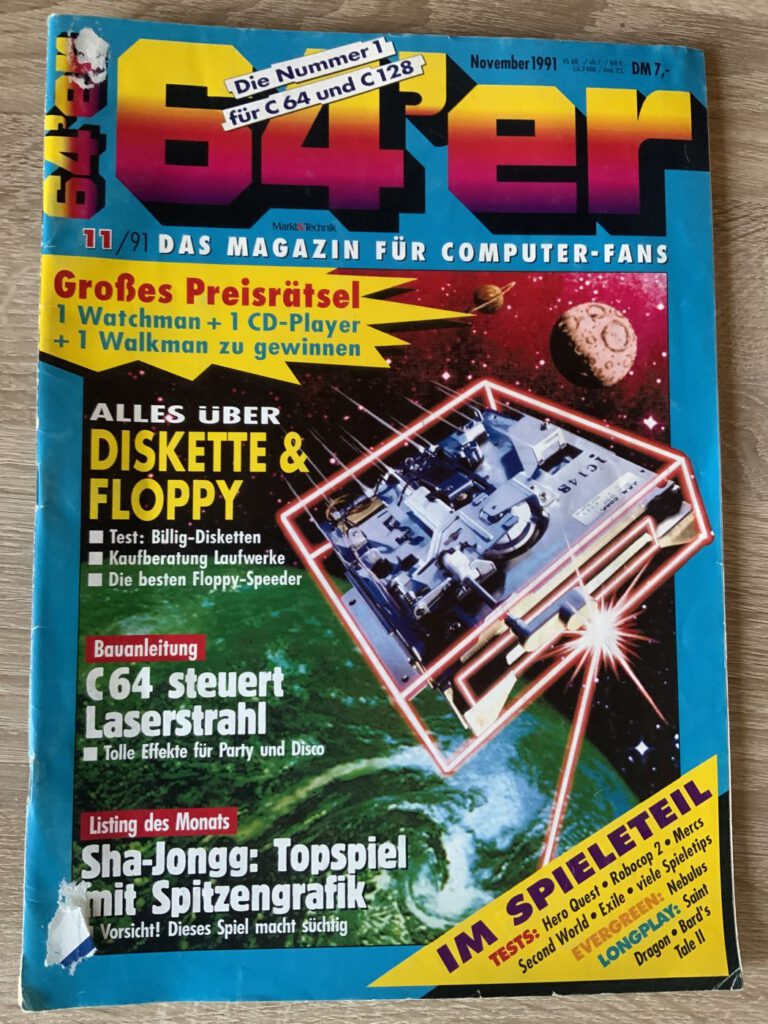 64'er
64'er
Die Nummer 1
für C 64 und C 128
November 1991
DM 7,-
Markt&Technik
11/91 DAS MAGAZIN FÜR COMPUTER-FANS
Großes Preisrätsel
1 Watchman + 1 CD-Player
+ 1 Walkman zu gewinnen
ALLES ÜBER
DISKETTE &
FLOPPY
Test: Billig-Disketten
Kaufberatung Laufwerke
Die besten Floppy-Speeder
Bauanleitung
C 64 steuert
Laserstrahl
Tolle Effekte für Party und Disco
Listing des Monats
Sha-Jongg: Topspiel
mit Spitzengrafik
Vorsicht! Dieses Spiel macht süchtig
IM SPIELETEIL
TESTS: Hero Quest • Robocop 2 • Mercs
Second World • Exile • viele Spieletips
EVERGREEN: Nebulus
LONGPLAY: Saint
Dragon • Bard's
Tale II